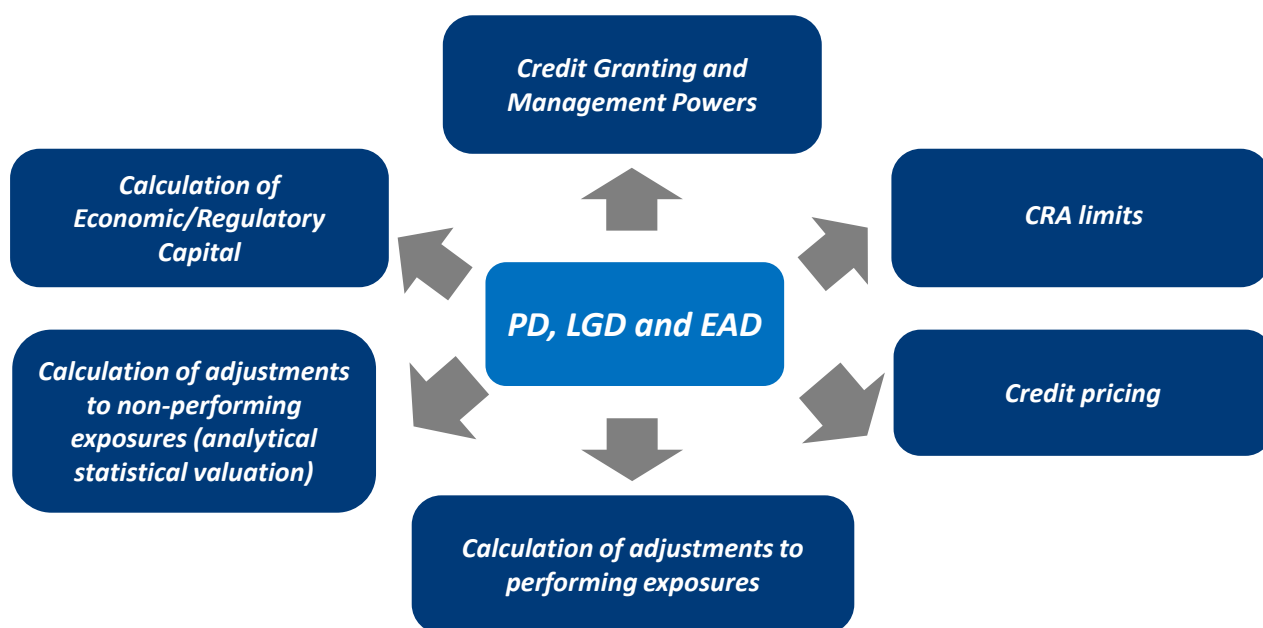 Credit Granting and
Management Powers
Calculation of
Economic/Regulatory
Capital
CRA limits
PD, LGD and EAD
Calculation of adjustments
to non-performing
exposures (analytical
statistical valuation)
Credit pricing
Calculation of adjustments to
performing exposures